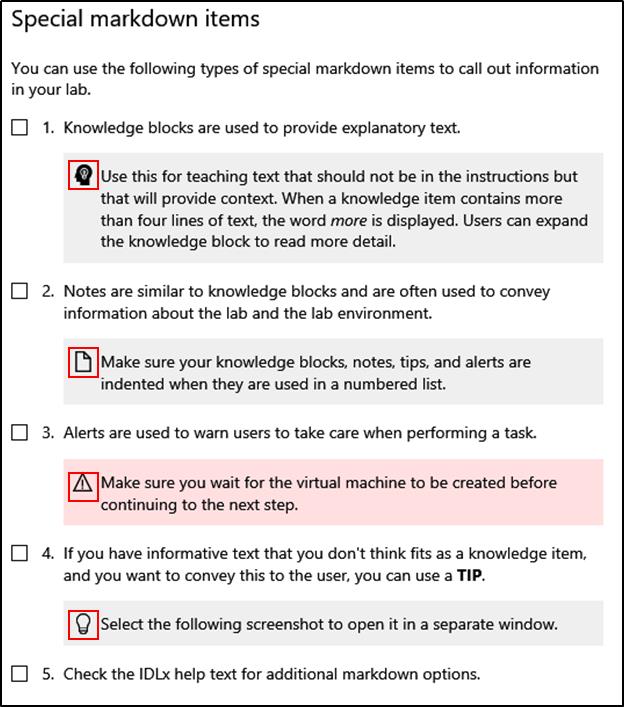 Special markdown items
You can use the following types of special markdown items to call out information
in your lab.
1. Knowledge blocks are used to provide explanatory text.
Use this for teaching text that should not be in the instructions but
that will provide context. When a knowledge item contains more
than four lines of text, the word more is displayed. Users can expand
the knowledge block to read more detail.
2. Notes are similar to knowledge blocks and are often used to convey
information about the lab and the lab environment.
Make sure your knowledge blocks, notes, tips, and alerts are
indented when they are used in a numbered list.
3. Alerts are used to warn users to take care when performing a task.
Make sure you wait for the virtual machine to be created before
continuing to the next step.
4. If you have informative text that you don't think fits as a knowledge item,
and you want to convey this to the user, you can use a TIP.
Select the following screenshot to open it in a separate window.
5. Check the IDLx help text for additional markdown options.